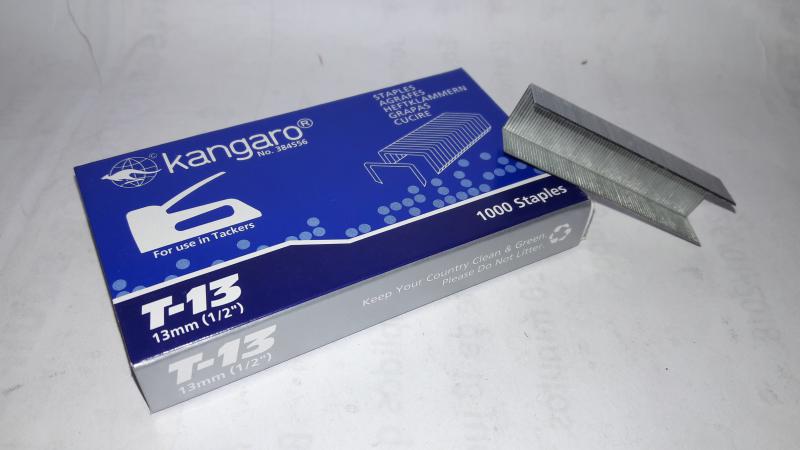 kangaro®
No. 384556
©
STAPLES
AGRAFES
HEFTKLAMMERN
GRAPAS
CUCIRE
For use in Tackers
1000 Staples
T-13
13mm (1/2")
Keep Your Country Clean & Green.
Please Do Not Litter.
T-13
13mm (1/2")